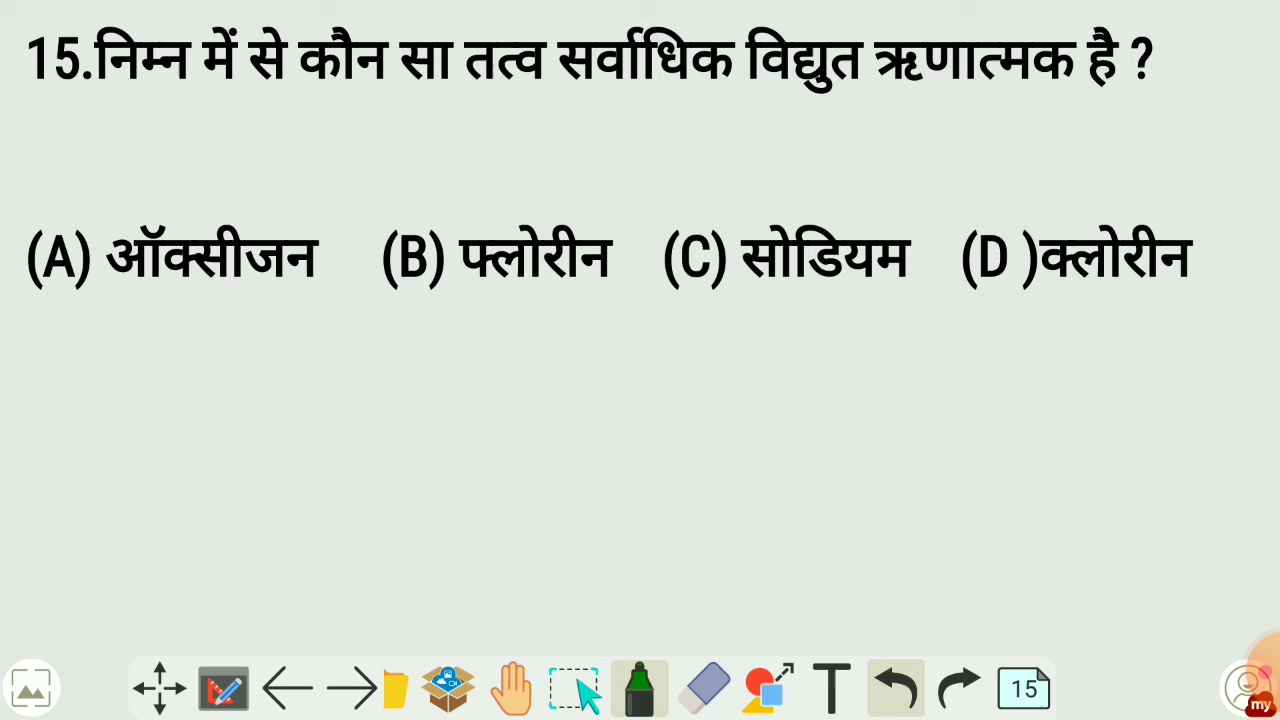 15.निम्न में से कौन सा तत्व सर्वाधिक विद्युत ऋणात्मक है ?
(A) ऑक्सीजन (B) फ्लोरीन (C) सोडियम (D )क्लोरीन
T 15 my